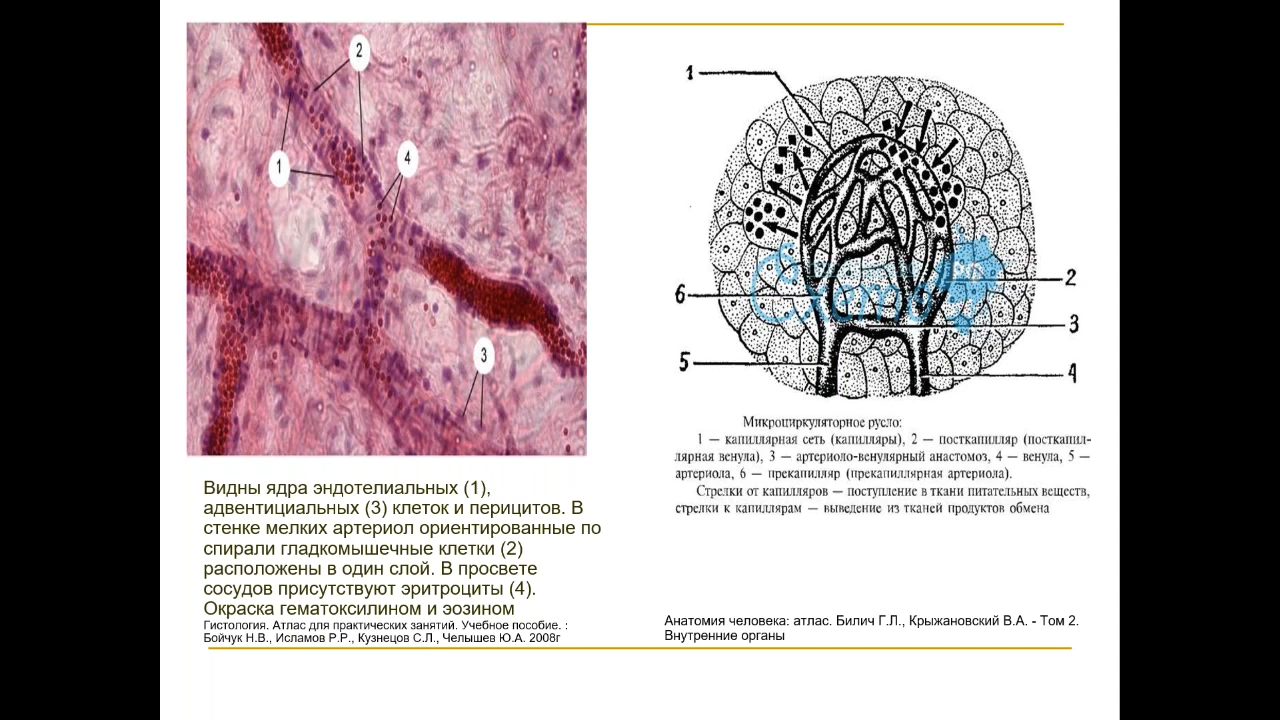 2
1
4
3
Видны ядра эндотелиальных (1),
адвентициальных (3) клеток и перицитов. В
стенке мелких артериол ориентированные по
спирали гладкомышечные клетки (2)
расположены в один слой. В просвете
сосудов присутствуют эритроциты (4).
Окраска гематоксилином и эозином
Гистология. Атлас для практических занятий. Учебное пособие. :
Бойчук Н.В., Исламов Р.Р., Кузнецов С.Л., Челышев Ю.А. 2008г
1
2
6
3
5
4
Микроциркуляторное русло:
1 — капиллярная сеть (капилляры), 2 — посткапилляр (посткапил-
лярная венула), 3 — артериоло-венулярный анастомоз, 4 — венула, 5 —
артериола, 6 — прекапилляр (прекапиллярная артериола).
Стрелки от капилляров — поступление в ткани питательных веществ,
стрелки к капиллярам — выведение из тканей продуктов обмена
Анатомия человека: атлас. Билич Г.Л., Крыжановский В.А. - Том 2.
Внутренние органы